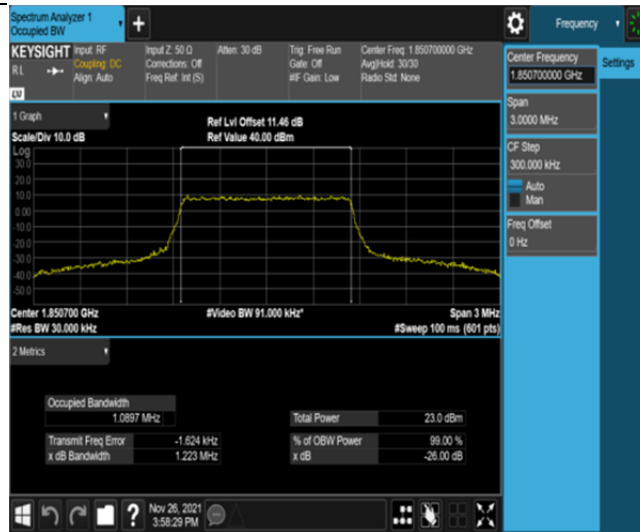 Spectrum Analyzer 1
Occupied BW
Frequency
KEYSIGHT
R L
Input: RF
Coupling: DC
Align: Auto
Input Z: 50 Ω
Corrections: Off
Freq Ref: Int (S)
Atten: 30 dB
Trig: Free Run
Gate: Off
#IF Gain: Low
Center Freq: 1.850700000 GHz
Avg|Hold: 30/30
Radio Std: None
LXI
Center Frequency
1.850700000 GHz
Settings
Span
3.0000 MHz
CF Step
300.000 kHz
Auto
Man
Freq Offset
0 Hz
1 Graph
Scale/Div 10.0 dB
Ref Lvl Offset 11.46 dB
Ref Value 40.00 dBm
Log
30.0
20.0
10.0
0.00
-10.0
-20.0
-30.0
-40.0
-50.0
Center 1.850700 GHz
#Res BW 30.000 kHz
#Video BW 91.000 kHz*
Span 3 MHz
#Sweep 100 ms (601 pts)
2 Metrics
Occupied Bandwidth
1.0897 MHz
Total Power 23.0 dBm
Transmit Freq Error -1.624 kHz
% of OBW Power 99.00 %
x dB Bandwidth 1.223 MHz
x dB -26.00 dB
?
Nov 26, 2021
3:58:29 PM